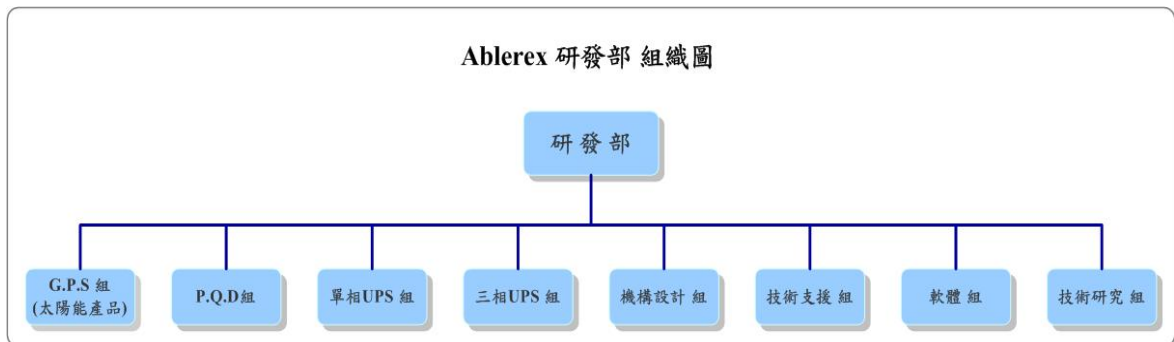 Ablerex 研發部 組織圖
研 發 部
G.P.S 組
(太陽能產品)
P.Q.D組
單相UPS 組
三相UPS 組
機構設計 組
技術支援 組
軟體 組
技術研究 組